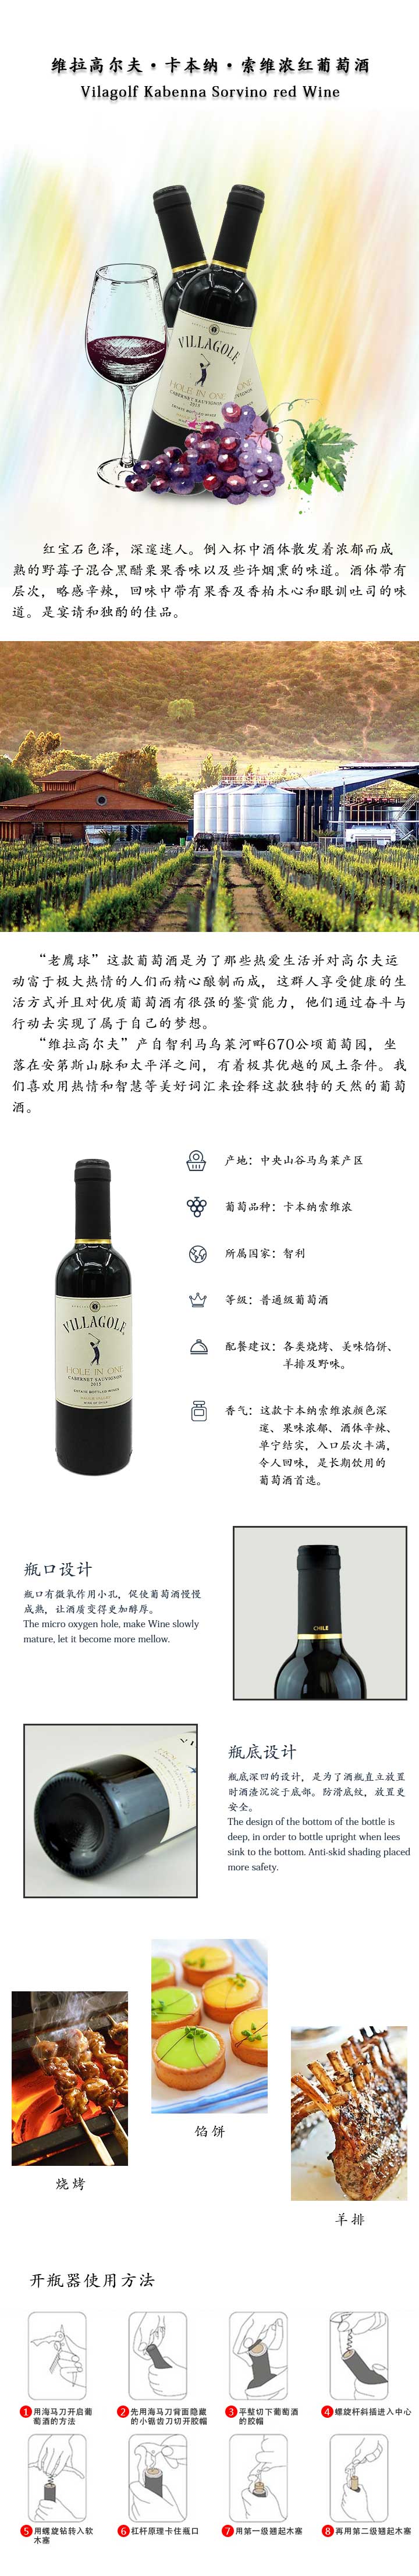 维拉高尔夫·卡本纳·索维浓红葡萄酒
Vilagolf Kabenna Sorvino red Wine
VILLAGOLF
HOLE IN ONE
CABERNET SAUVIGNON
2015
ESTATE BOTTLED WINES
红宝石色泽，深邃迷人。倒入杯中酒体散发着浓郁而成
熟的野莓子混合黑醋栗果香味以及些许烟熏的味道。酒体带有
层次，略感辛辣，回味中带有果香及香柏木心和眼训吐司的味
道。是宴请和独酌的佳品。
“老鹰球”这款葡萄酒是为了那些热爱生活并对高尔夫运
动富于极大热情的人们而精心酿制而成，这群人享受健康的生
活方式并且对优质葡萄酒有很强的鉴赏能力，他们通过奋斗与
行动去实现了属于自己的梦想。
“维拉高尔夫”产自智利马乌莱河畔670公顷葡萄园，坐
落在安第斯山脉和太平洋之间，有着极其优越的风土条件。我
们喜欢用热情和智慧等美好词汇来诠释这款独特的天然的葡萄
酒。
产地：中央山谷马乌莱产区
葡萄品种：卡本纳索维浓
所属国家：智利
等级：普通级葡萄酒
配餐建议：各类烧烤、美味馅饼、
羊排及野味。
香气：这款卡本纳索维浓颜色深
邃、果味浓郁、酒体辛辣、
单宁结实，入口层次丰满，
令人回味，是长期饮用的
葡萄酒首选。
VILLAGOLF
HOLE IN ONE
CABERNET SAUVIGNON
2015
ESTATE BOTTLED WINES
瓶口设计
瓶口有微氧作用小孔，促使葡萄酒慢慢
成熟，让酒质变得更加醇厚。
The micro oxygen hole, make Wine slowly
mature, let it become more mellow.
CHILE
瓶底设计
瓶底深凹的设计，是为了酒瓶直立放置
时酒渣沉淀于底部。防滑底纹，放置更
安全。
The design of the bottom of the bottle is
deep, in order to bottle upright when lees
sink to the bottom. Anti-skid shading placed
more safety.
馅饼
烧烤
羊排
开瓶器使用方法
1 用海马刀开启葡
萄酒的方法
2 先用海马刀背面隐藏
的小锯齿刀切开胶帽
3 平整切下葡萄酒
的胶帽
4 螺旋杆斜插进入中心
5 用螺旋钻转入软
木塞
6 杠杆原理卡住瓶口
7 用第一级翘起木塞
8 再用第二级翘起木塞